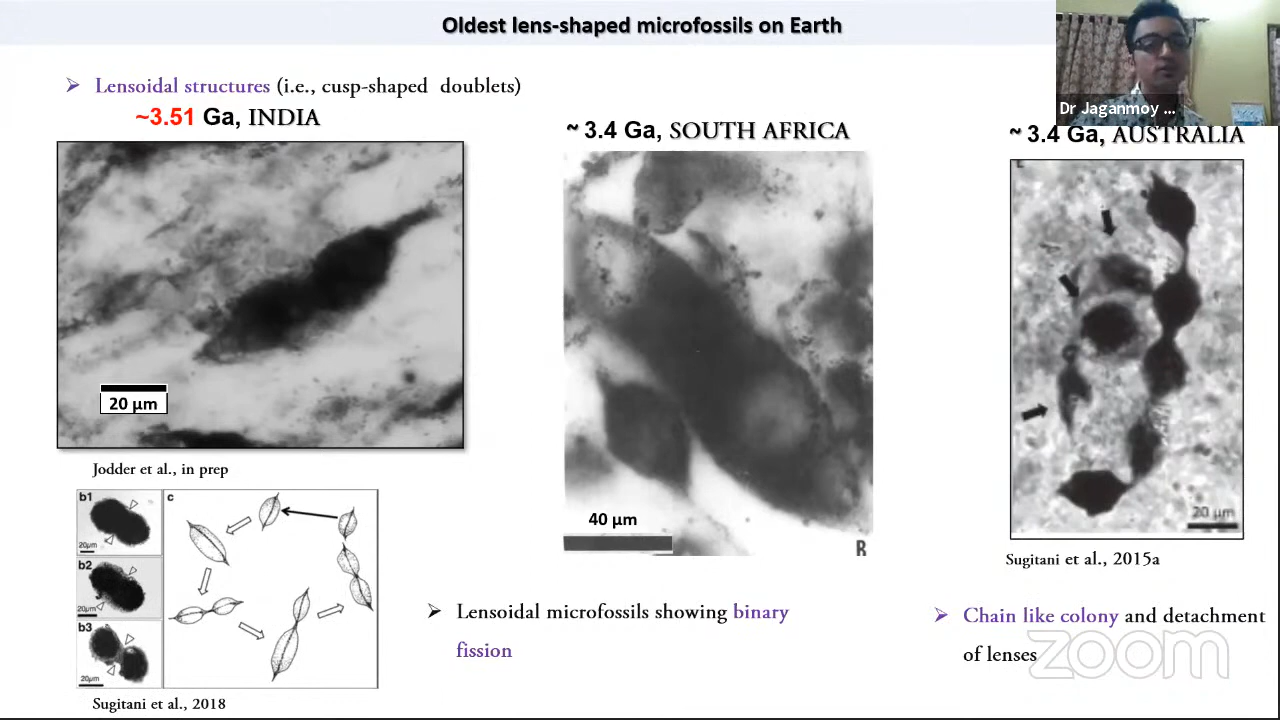 Oldest lens-shaped microfossils on Earth
Dr Jaganmoy ...
➢ Lensoidal structures (i.e., cusp-shaped doublets)
~3.51 Ga, INDIA
~ 3.4 Ga, SOUTH AFRICA
~ 3.4 Ga, AUSTRALIA
20 µm
40 µm
B
20 µm
Jodder et al., in prep
b1
20µm
b2
20µm
b3
20µm
c
Sugitani et al., 2018
Sugitani et al., 2015a
➢ Lensoidal microfossils showing binary
fission
➢ Chain like colony and detachment
of lenses
zoom